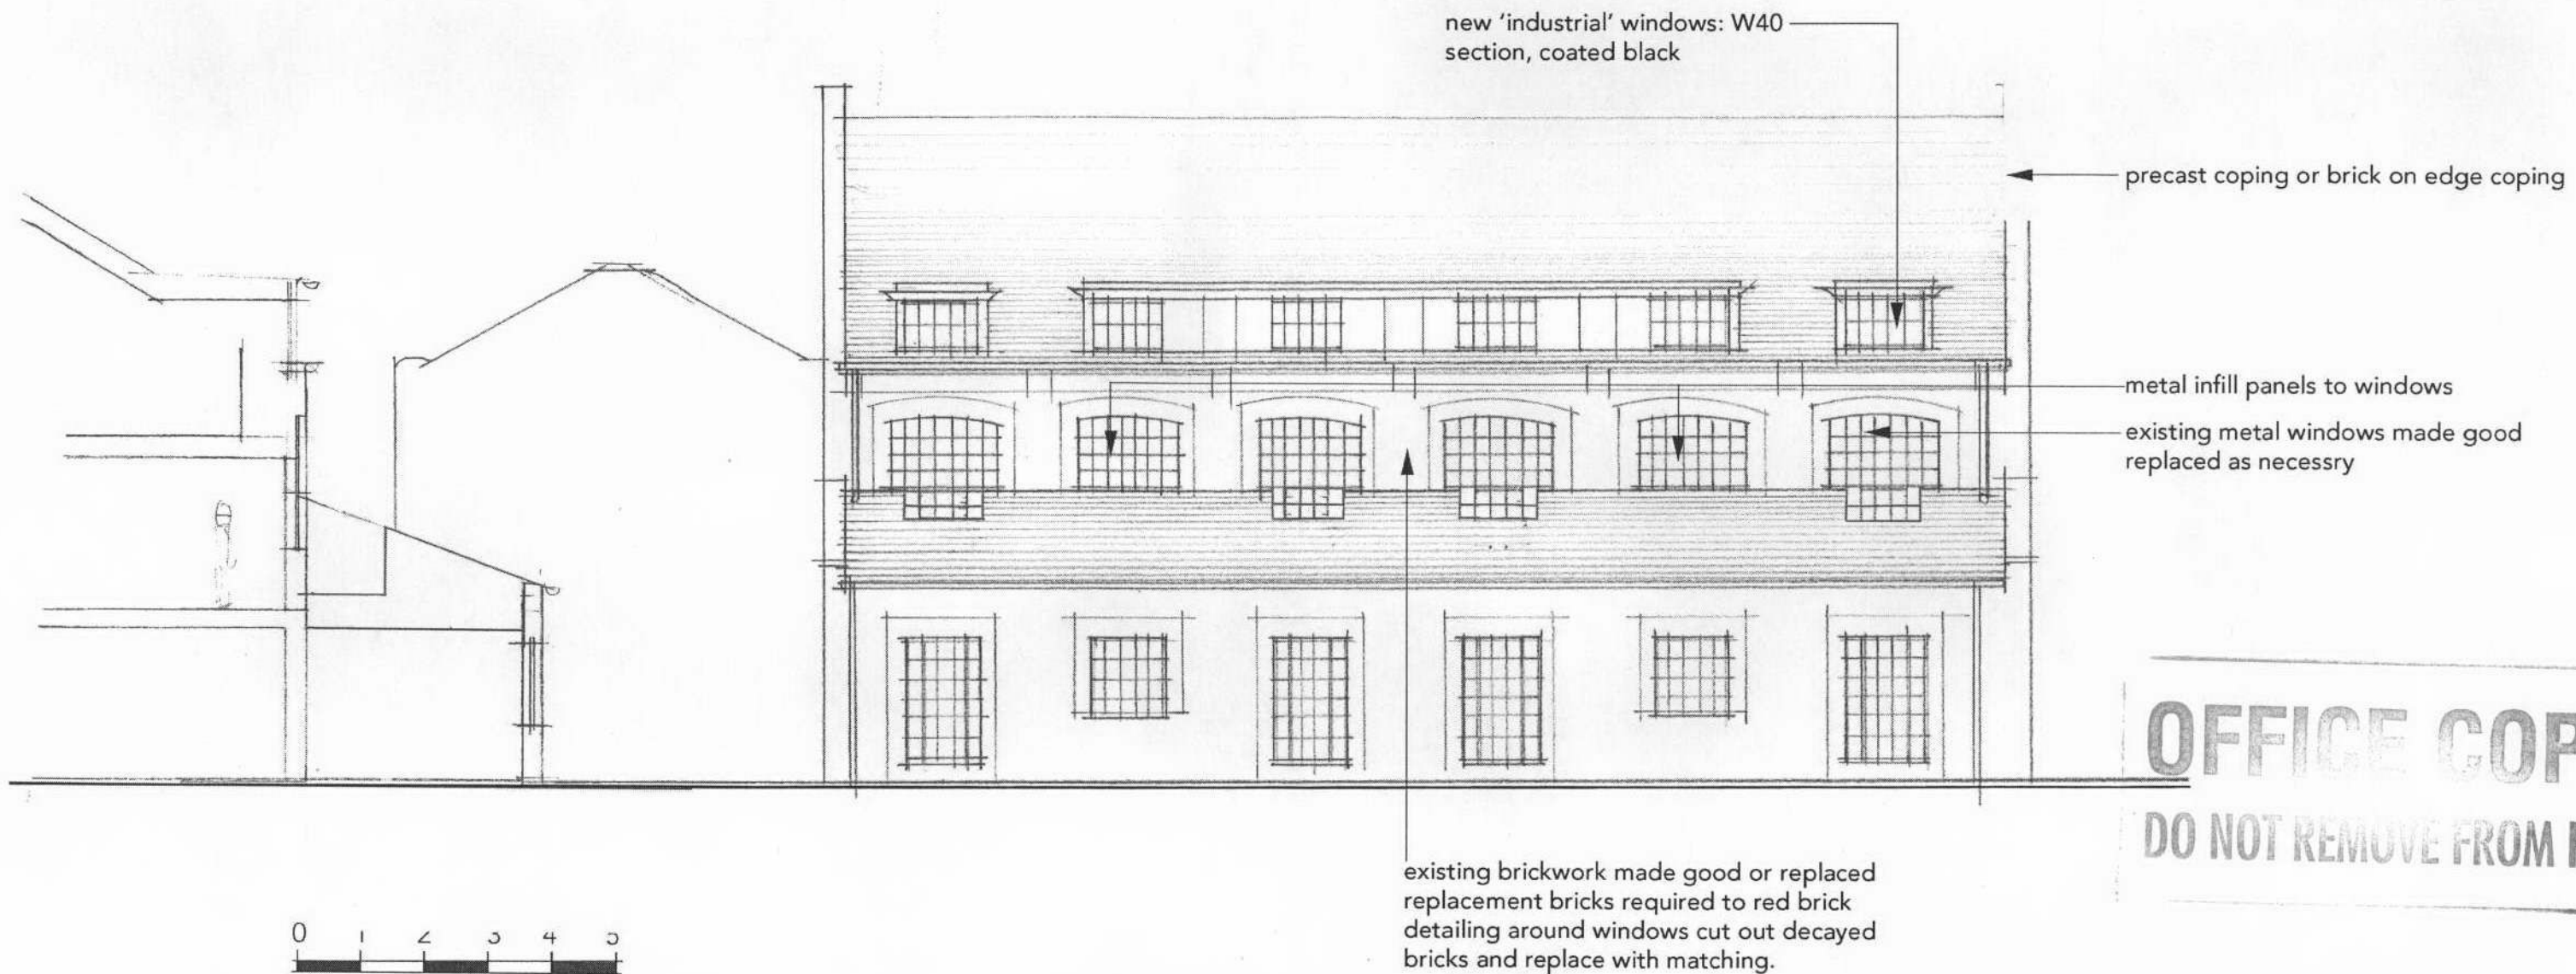 new ‘industrial’ windows: W40
section, coated black
precast coping or brick on edge coping
metal infill panels to windows
existing metal windows made good
replaced as necessry
OFFICE COP
DO NOT REMOVE FROM
existing brickwork made good or replaced
replacement bricks required to red brick
detailing around windows cut out decayed
bricks and replace with matching.
0 1 2 3 4 5